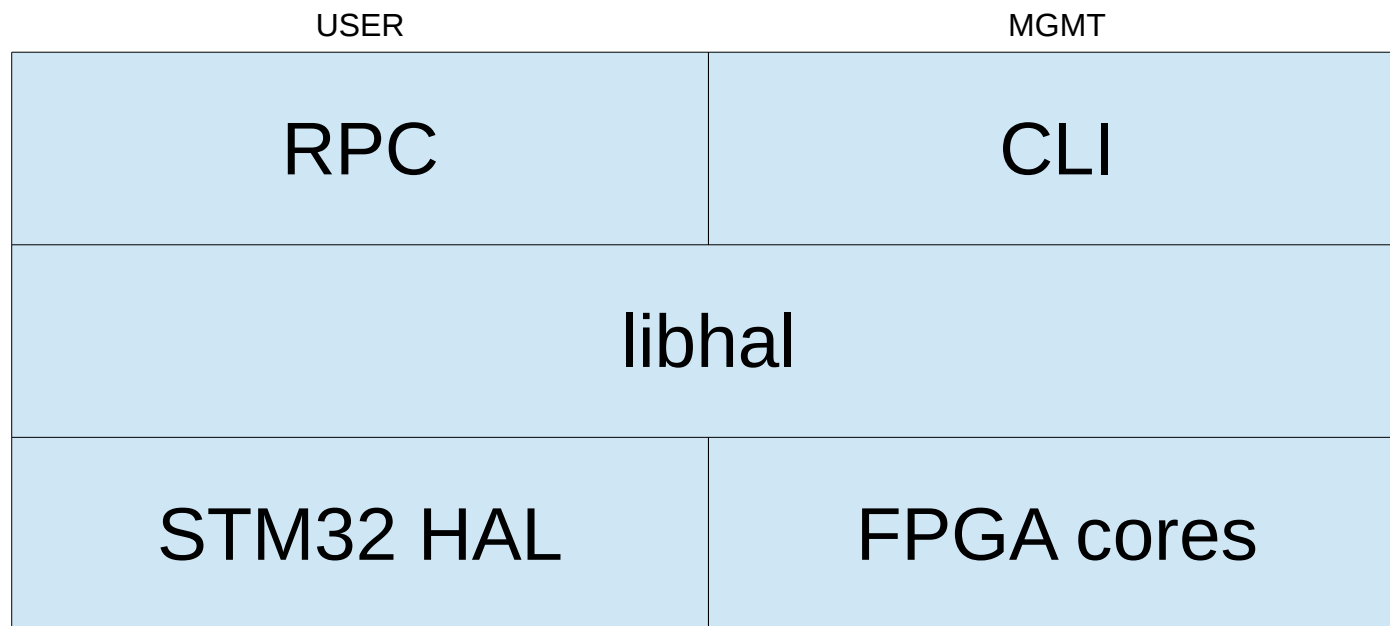 USER
MGMT
RPC
CLI
libhal
STM32 HAL
FPGA cores